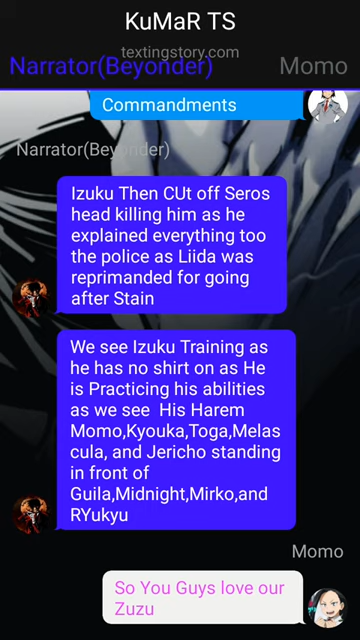 KuMaR TS
textingstory.com
Narrator(Beyonder)
Momo
Commandments
Narrator(Beyonder)
Izuku Then CUt off Seros
head killing him as he
explained everything too
the police as Liida was
reprimanded for going
after Stain
We see Izuku Training as
he has no shirt on as He
is Practicing his abilities
as we see His Harem
Momo,Kyouka,Toga,Melas
cula, and Jericho standing
in front of
Guila,Midnight,Mirko,and
RYukyu
Momo
So You Guys love our
Zuzu